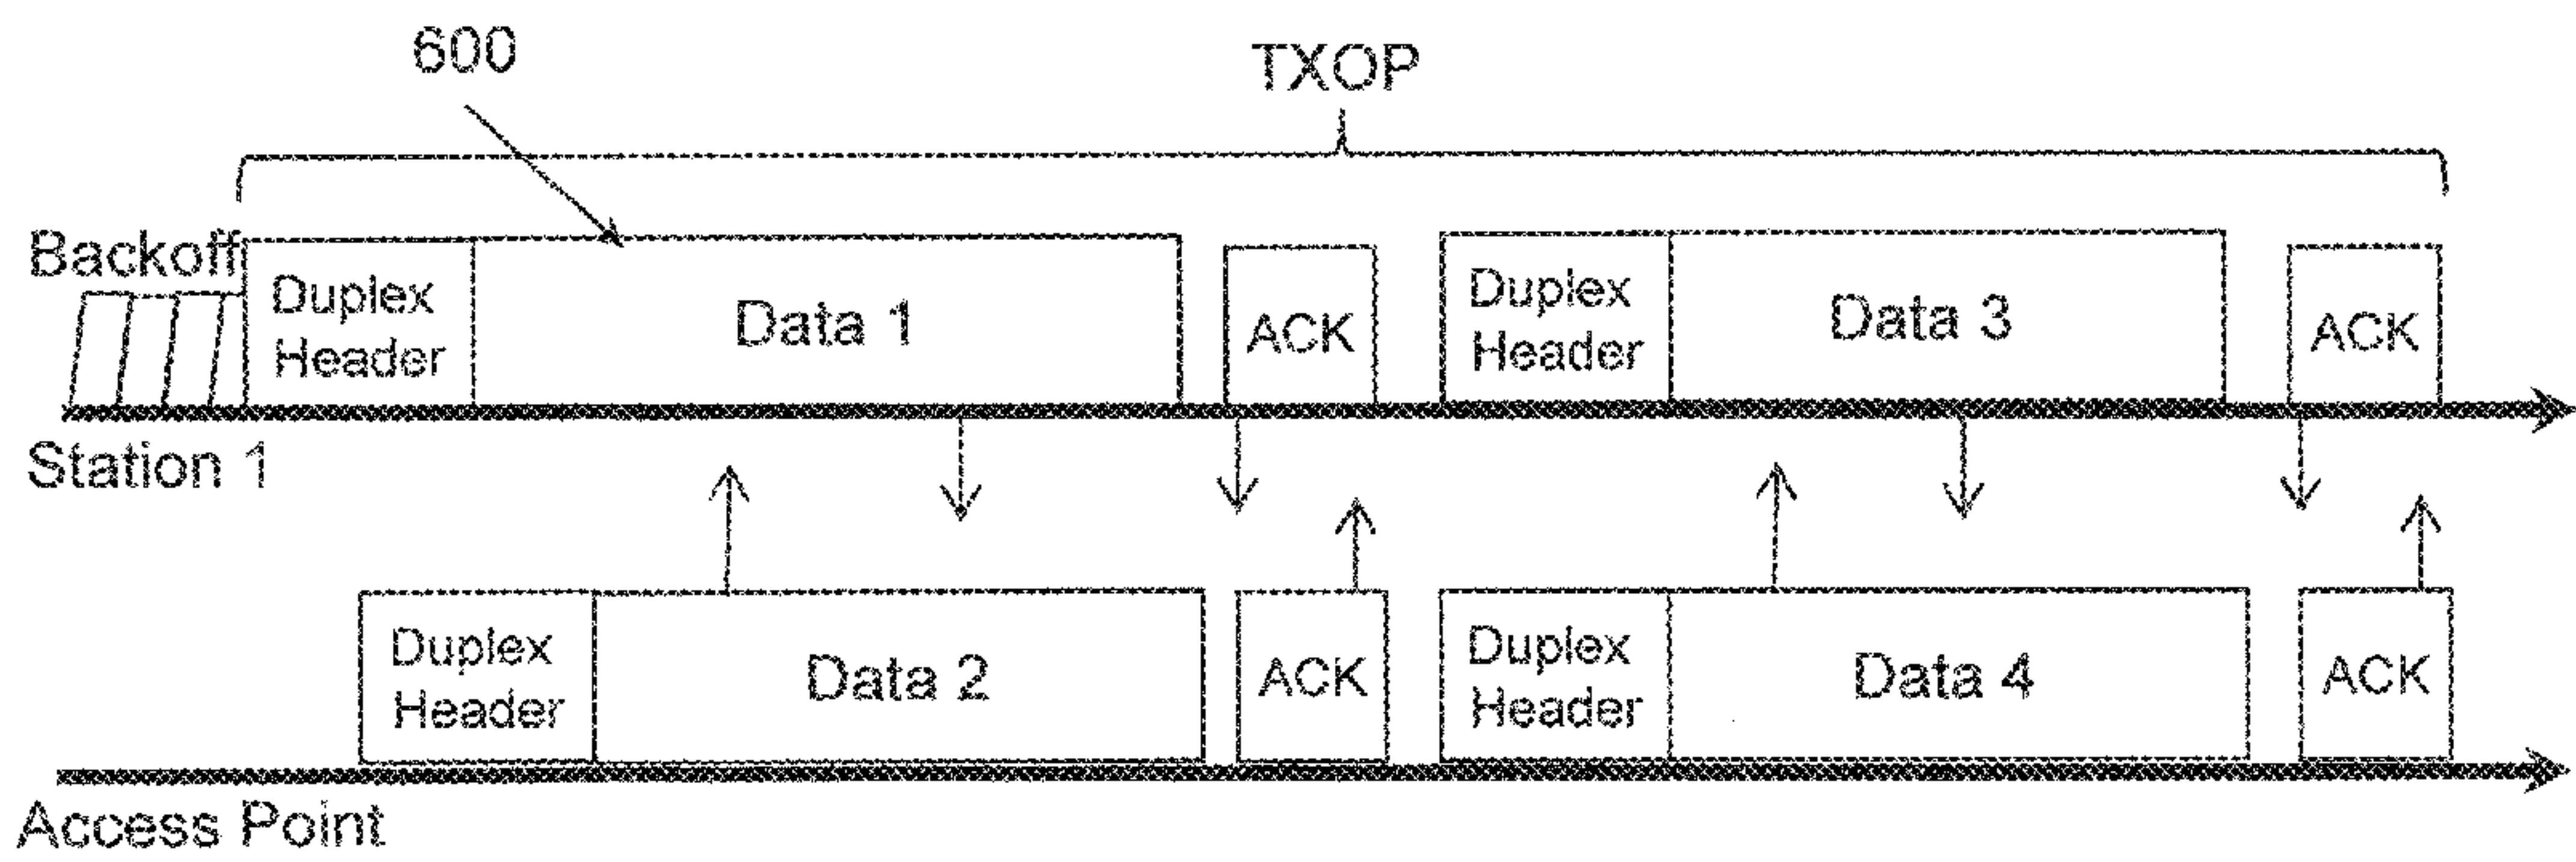 600
TXOP
Backoff
Duplex
Header
Data 1
ACK
Duplex
Header
Data 3
ACK
Station 1
Duplex
Header
Data 2
ACK
Duplex
Header
Data 4
ACK
Access Point